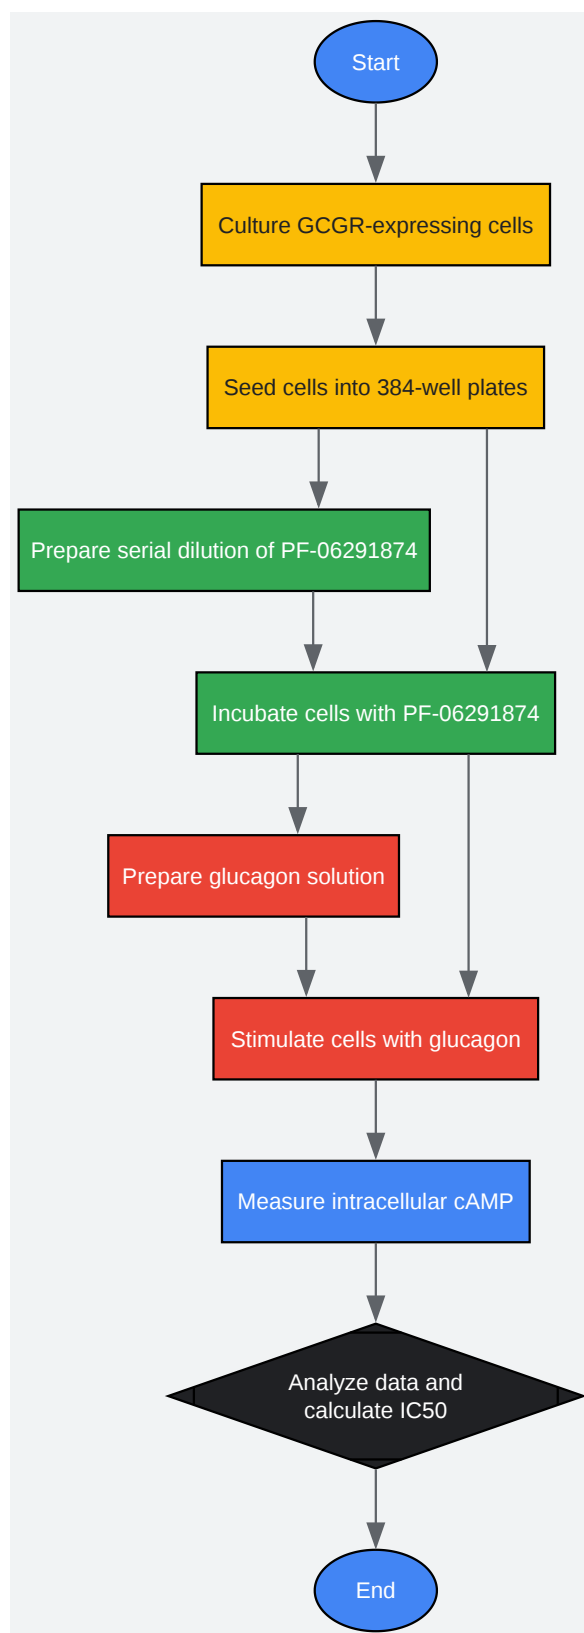 Start
Culture GCGR-expressing cells
Seed cells into 384-well plates
Prepare serial dilution of PF-06291874
Incubate cells with PF-06291874
Prepare glucagon solution
Stimulate cells with glucagon
Measure intracellular cAMP
Analyze data and
calculate IC50
End